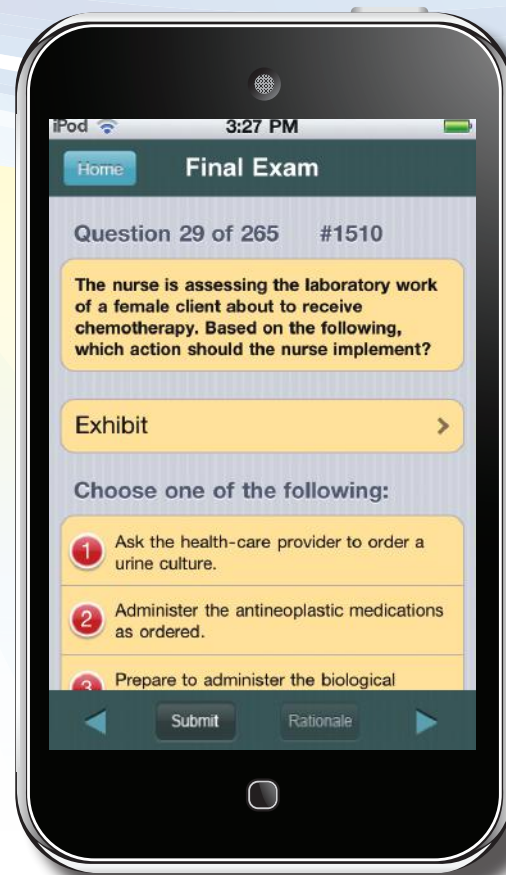 iPod 3:27 PM
Home Final Exam
Question 29 of 265 #1510
The nurse is assessing the laboratory work
of a female client about to receive
chemotherapy. Based on the following,
which action should the nurse implement?
Exhibit
Choose one of the following:
1 Ask the health-care provider to order a
urine culture.
2 Administer the antineoplastic medications
as ordered.
3 Prepare to administer the biological
Submit Rationale